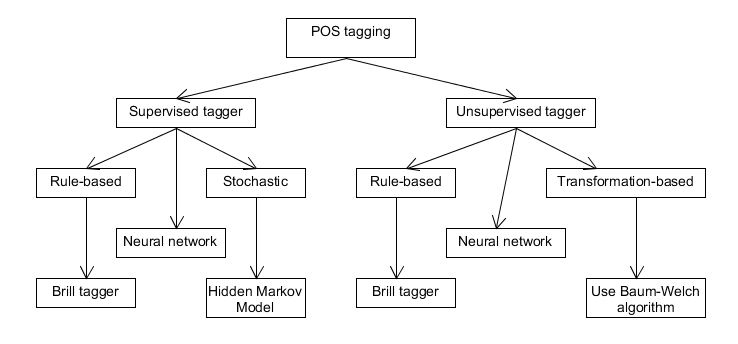 POS tagging
Supervised tagger
Unsupervised tagger
Rule-based
Stochastic
Rule-based
Transformation-based
Neural network
Neural network
Brill tagger
Hidden Markov
Model
Brill tagger
Use Baum-Welch
algorithm